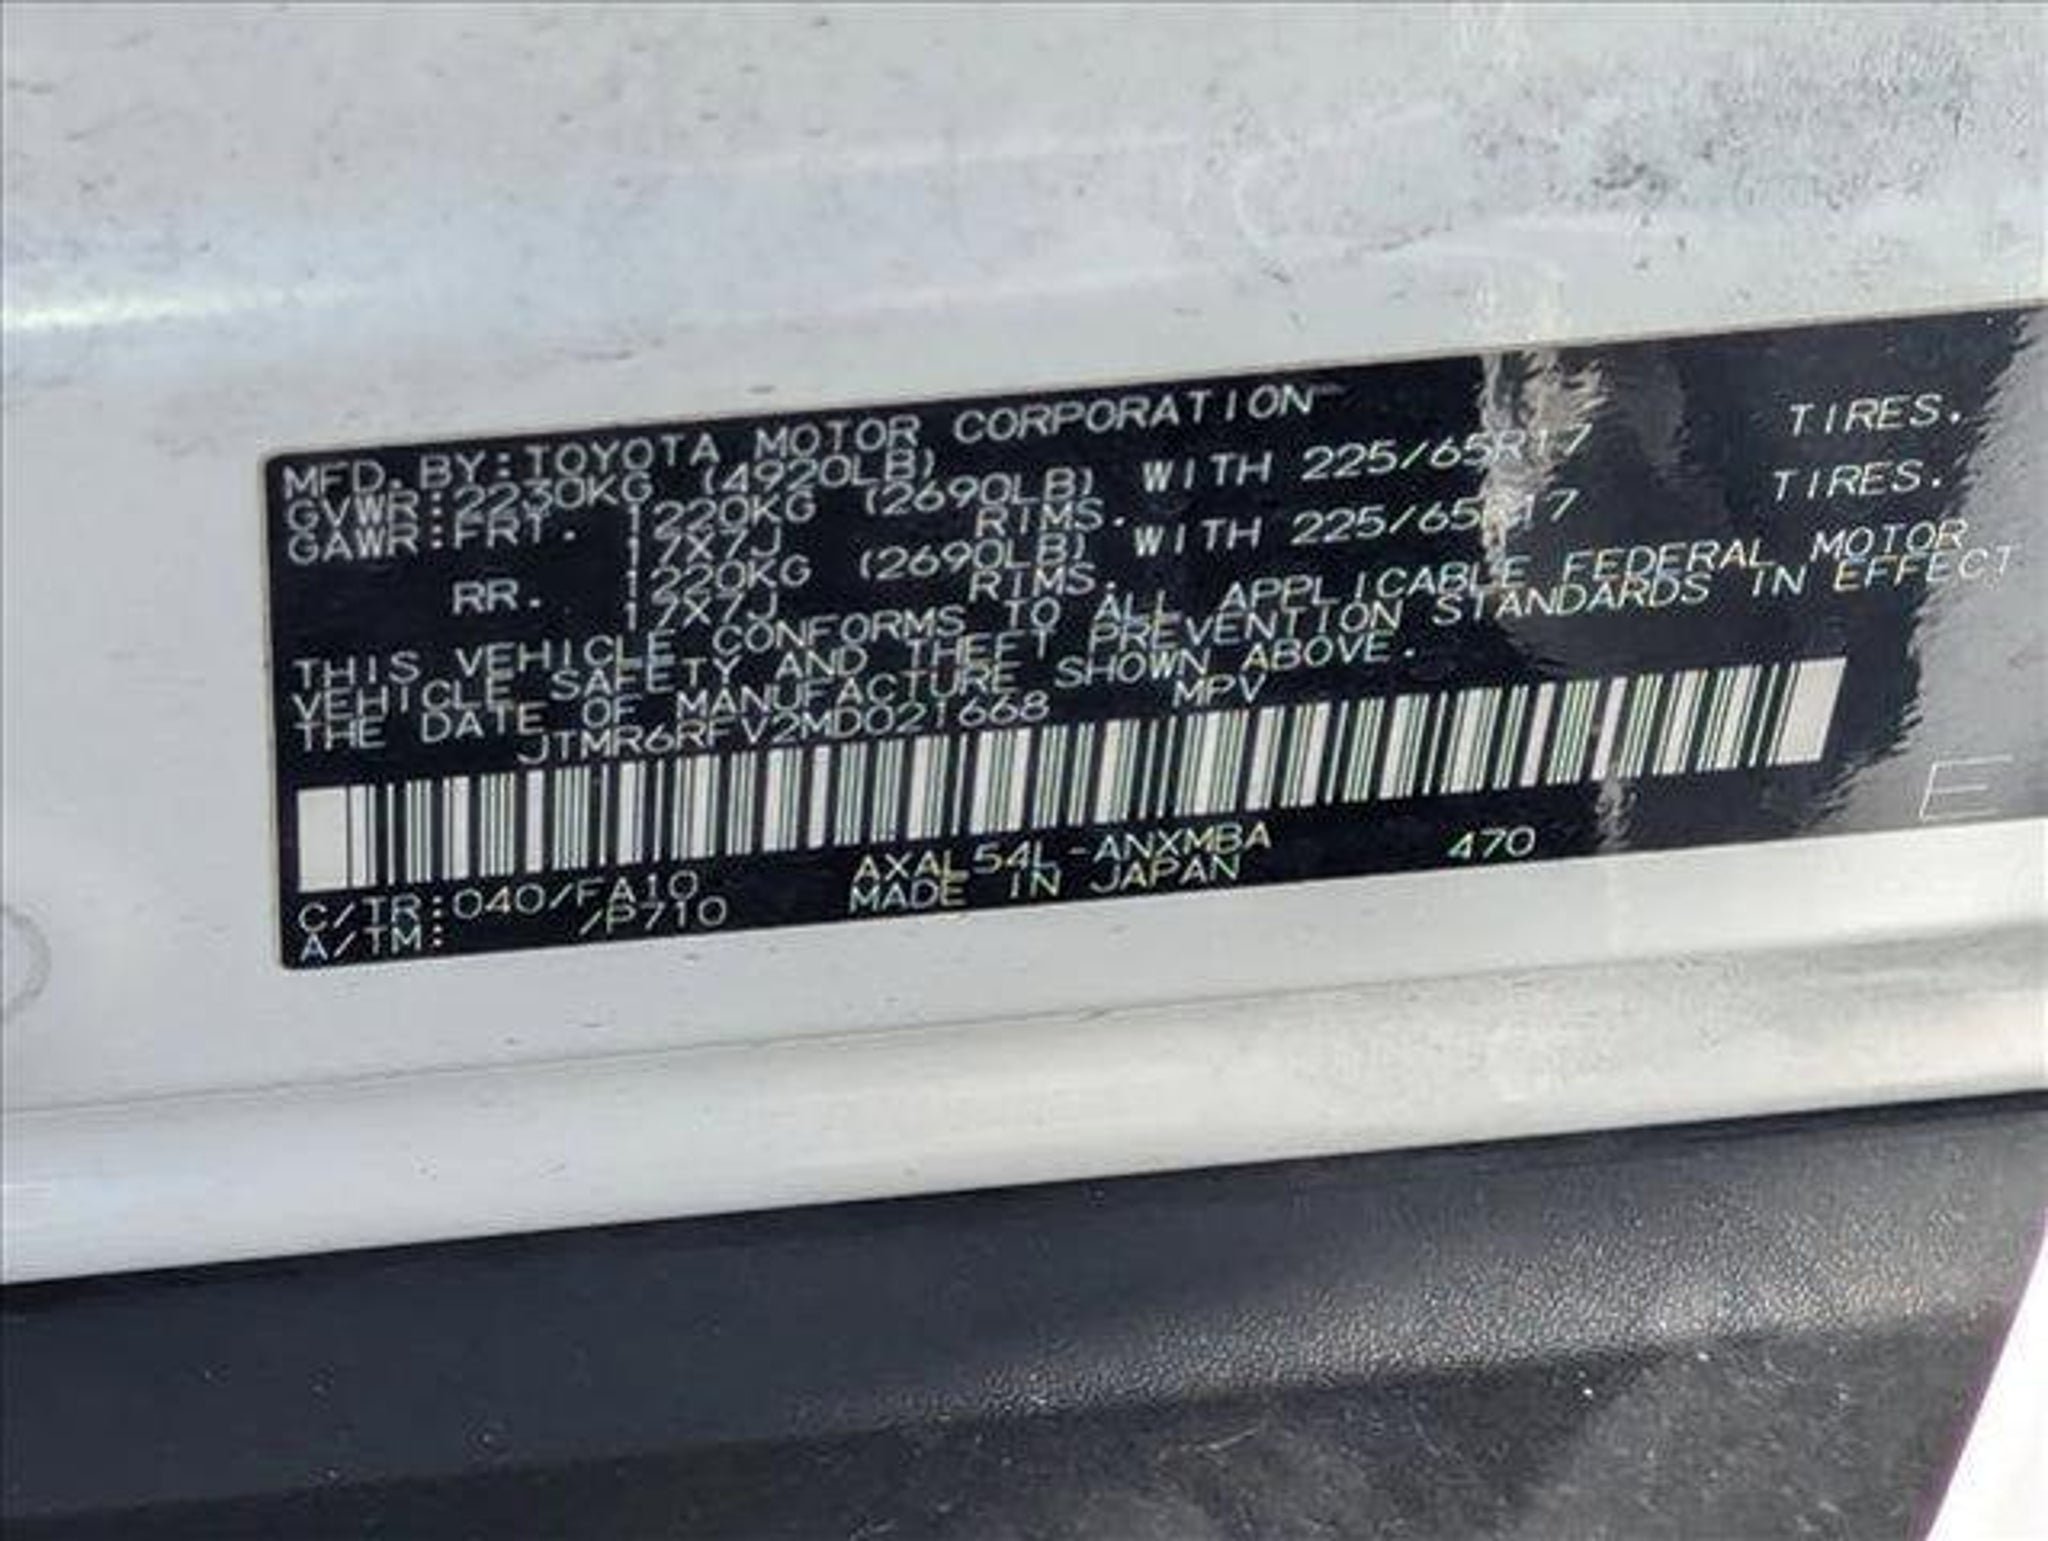 MFD. BY: TOYOTA MOTOR CORPORATION
GVWR: 2230KG (4920LB)
GAWR: FRT. 1220KG (2690LB) WITH 225/65R17 TIRES.
17X7J RIMS.
RR. 1220KG (2690LB) WITH 225/65R17 TIRES.
17X7J RIMS.
THIS VEHICLE CONFORMS TO ALL APPLICABLE FEDERAL MOTOR
VEHICLE SAFETY AND THEFT PREVENTION STANDARDS IN EFFECT
THE DATE OF MANUFACTURE SHOWN ABOVE.
JTMR6RFV2MD021668 MPV
E
C/TR: 040/FA10 AXAL54L-ANXMBA 470
A/TM: /P710 MADE IN JAPAN